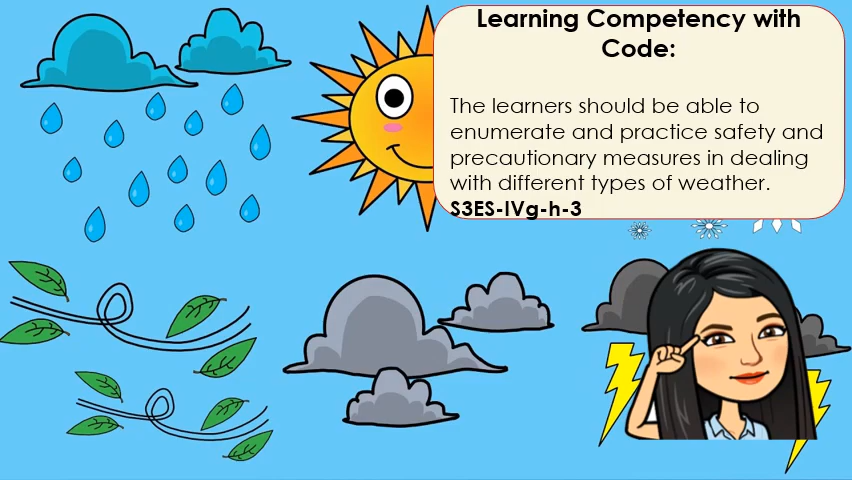 Learning Competency with
Code:
The learners should be able to
enumerate and practice safety and
precautionary measures in dealing
with different types of weather.
S3ES-IVg-h-3